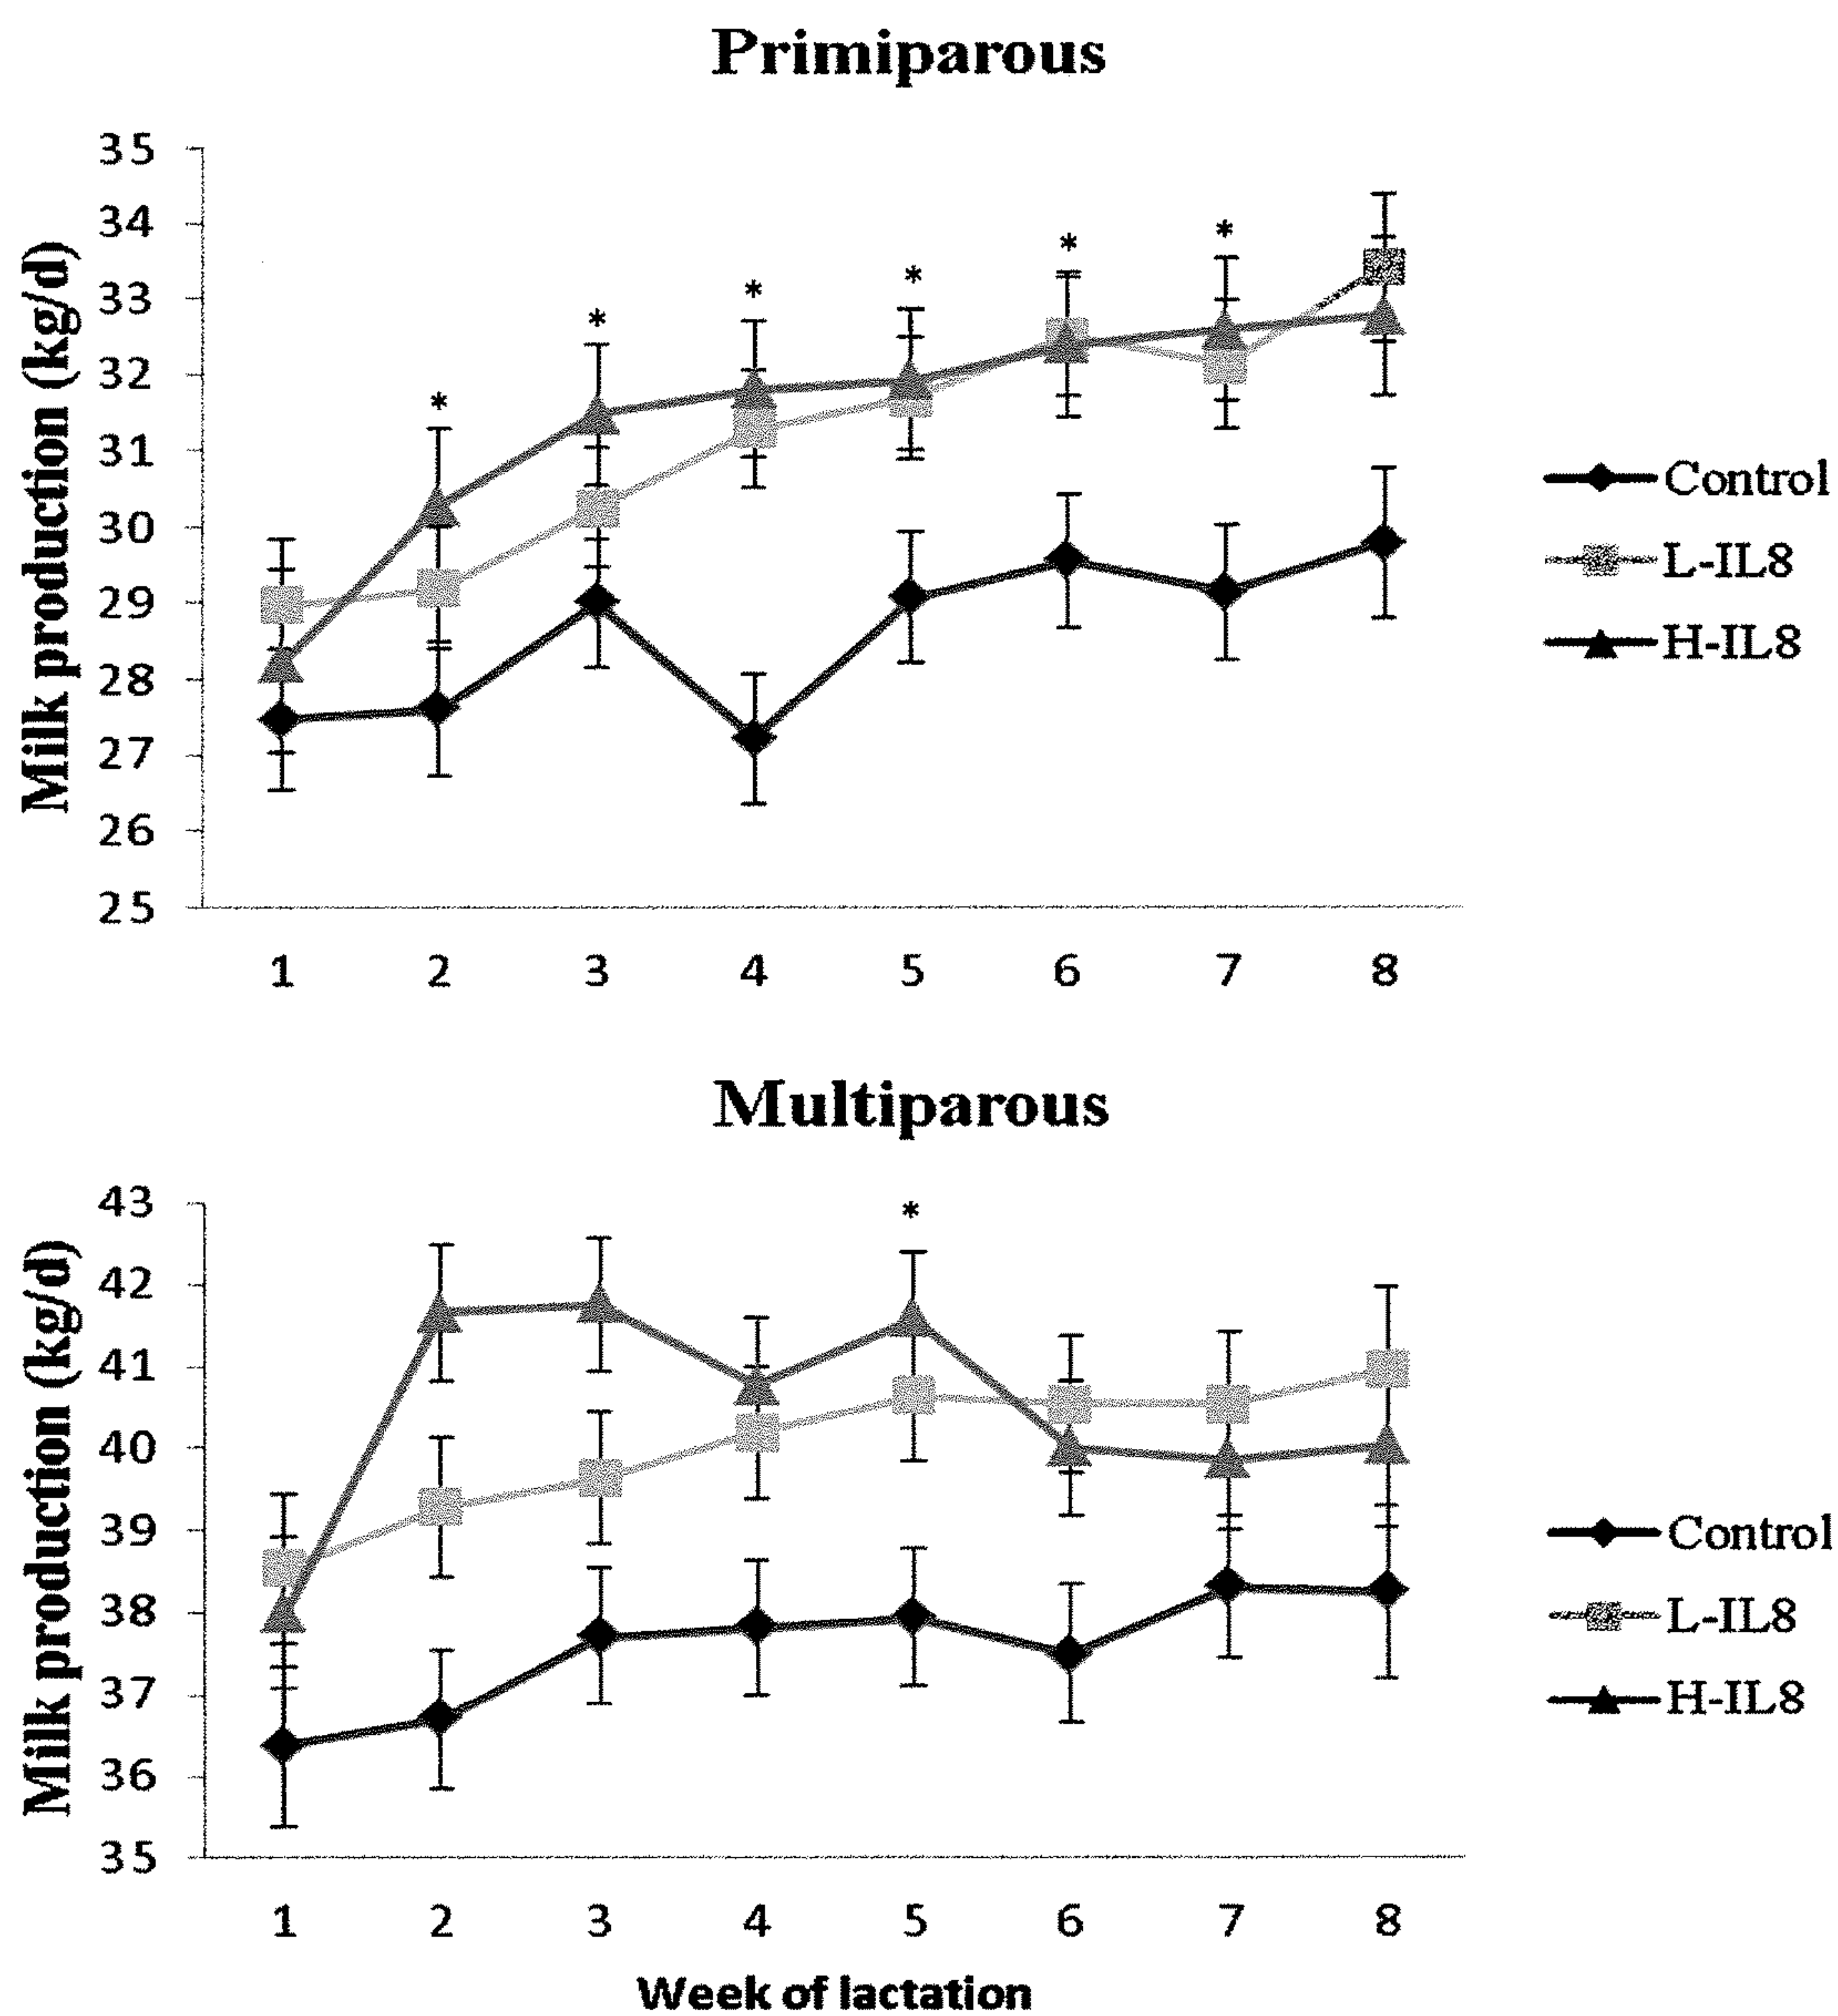 Primiparous
Milk production (kg/d)
35
34
33
32
31
30
29
28
27
26
25
* * * * * *
1 2 3 4 5 6 7 8
Control
L-IL8
H-IL8
Multiparous
Milk production (kg/d)
43
42
41
40
39
38
37
36
35
*
1 2 3 4 5 6 7 8
Week of lactation
Control
L-IL8
H-IL8